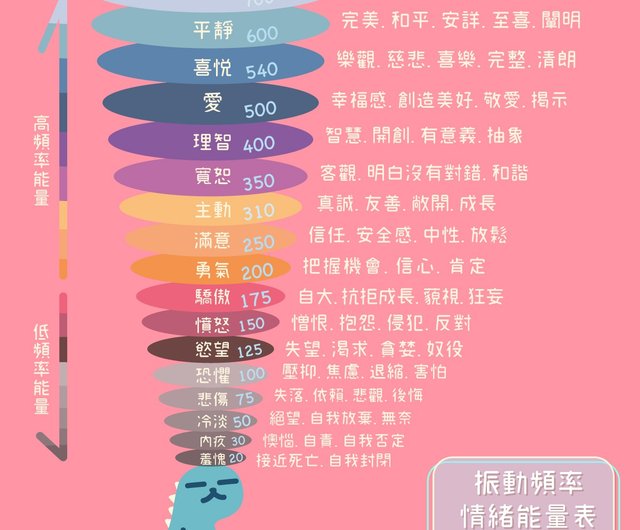 700
平靜 600 完美.和平.安詳.至喜.闡明
喜悅 540 樂觀.慈悲.喜樂.完整.清朗
愛 500 幸福感.創造美好.敬愛.揭示
理智 400 智慧.開創.有意義.抽象
寬恕 350 客觀.明白沒有對錯.和諧
主動 310 真誠.友善.敞開.成長
滿意 250 信任.安全感.中性.放鬆
勇氣 200 把握機會.信心.肯定
驕傲 175 自大.抗拒成長.藐視.狂妄
憤怒 150 憎恨.抱怨.侵犯.反對
慾望 125 失望.渴求.貪婪.奴役
恐懼 100 壓抑.焦慮.退縮.害怕
悲傷 75 失落.依賴.悲觀.後悔
冷淡 50 絕望.自我放棄.無奈
內疚 30 懊惱.自責.自我否定
羞愧 20 接近死亡.自我封閉
高頻率能量
低頻率能量
振動頻率
情緒能量表